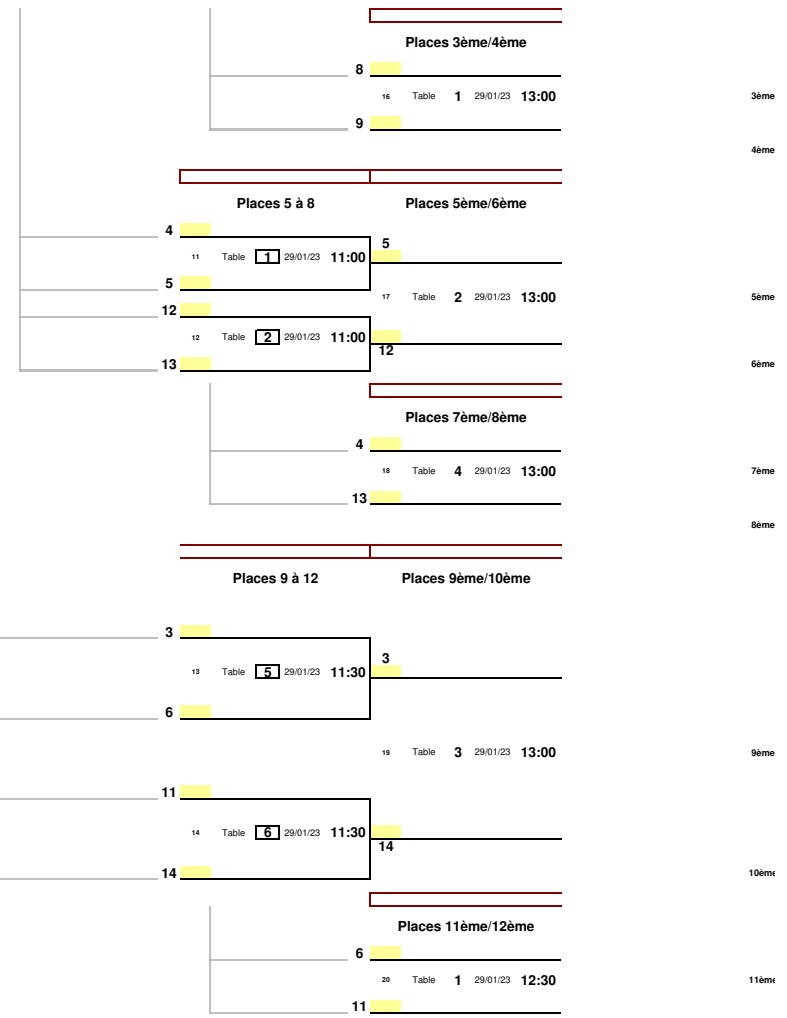 Places 3ème/4ème
8
16 Table 1 29/01/23 13:00 3ème
9
4ème
Places 5 à 8 Places 5ème/6ème
4
5
11 Table 1 29/01/23 11:00
5
17 Table 2 29/01/23 13:00 5ème
12
12 Table 2 29/01/23 11:00
12
13
6ème
Places 7ème/8ème
4
18 Table 4 29/01/23 13:00 7ème
13
8ème
Places 9 à 12 Places 9ème/10ème
3
3
13 Table 5 29/01/23 11:30
6
19 Table 3 29/01/23 13:00 9ème
11
14 Table 6 29/01/23 11:30
14
14
10ème
Places 11ème/12ème
6
20 Table 1 29/01/23 12:30 11ème
11